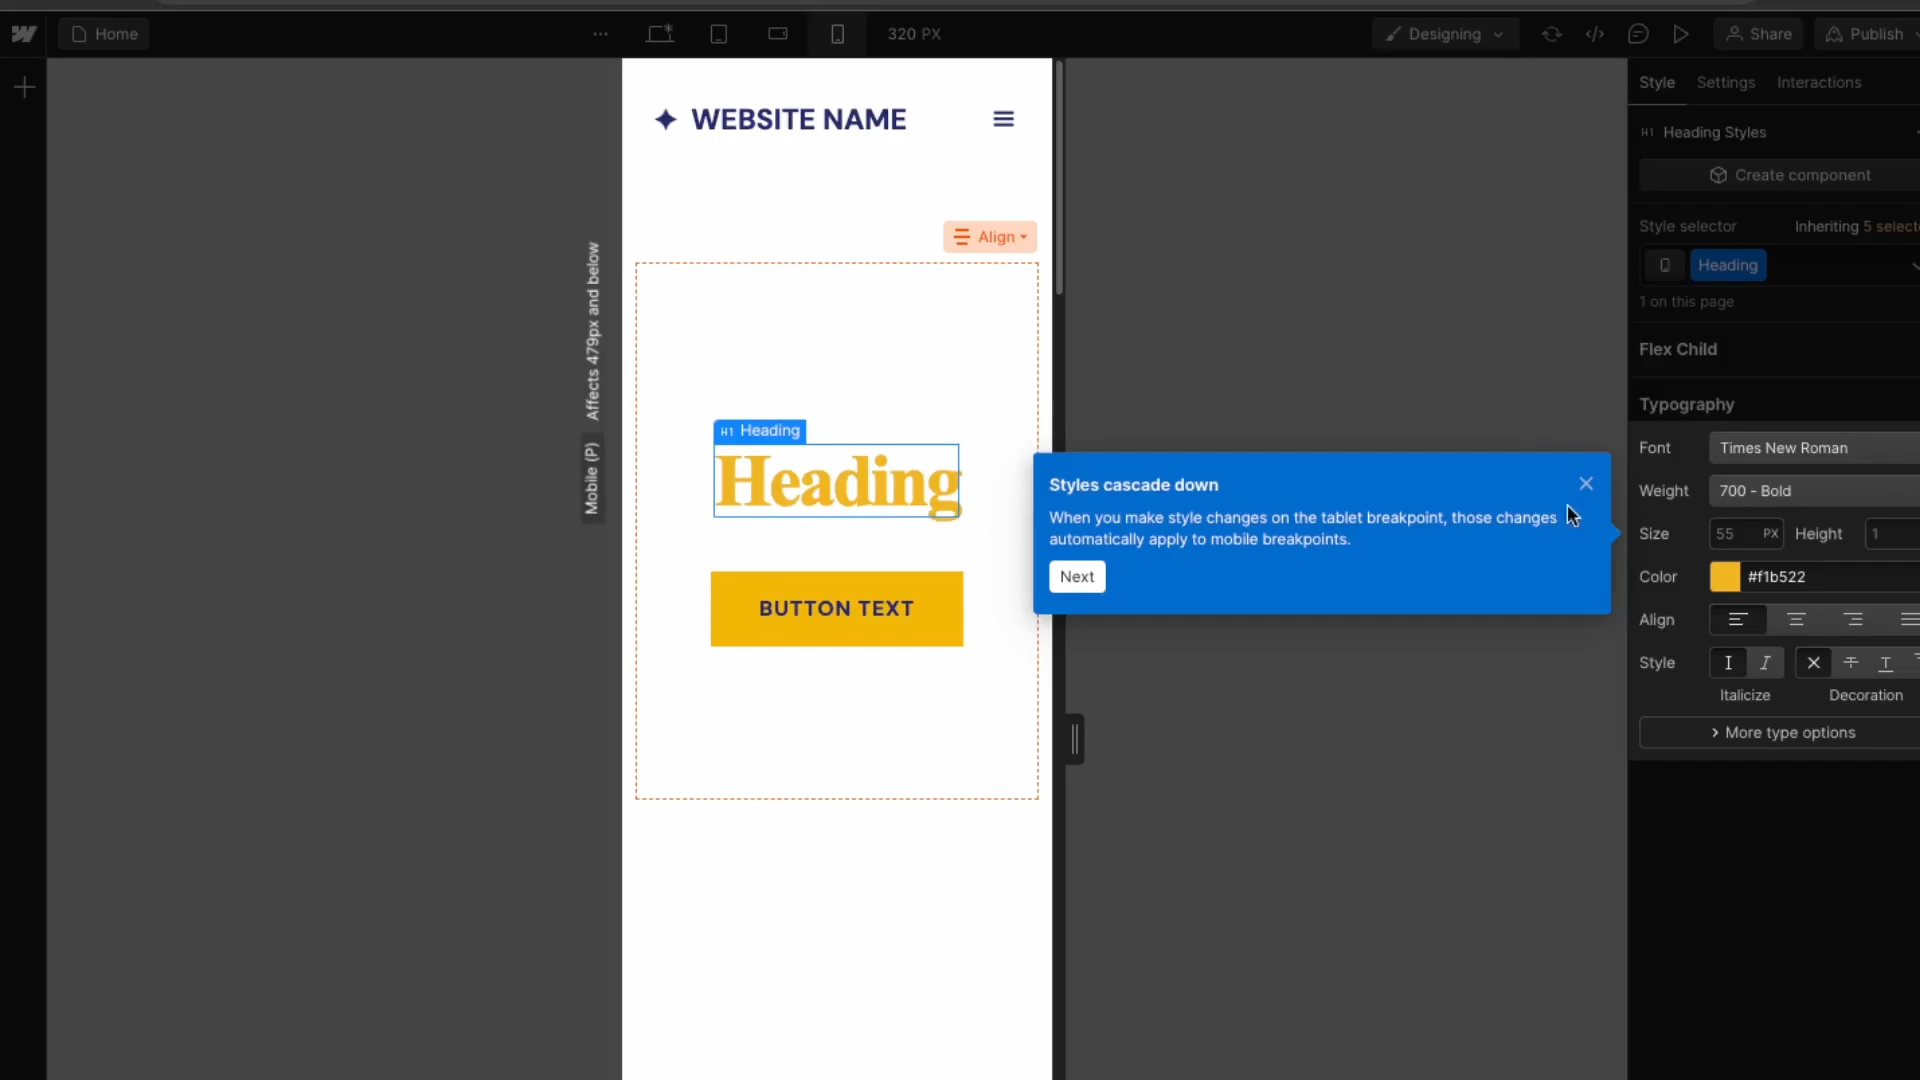 Home
320 PX
Designing
Share
Publish
Style
Settings
Interactions
WEBSITE NAME
H1 Heading Styles
Create component
Align
Style selector
Inheriting 5
Heading
1 on this page
Mobile (P) Affects 479px and below
Flex Child
Typography
H1 Heading
Heading
Font
Times New Roman
Styles cascade down
Weight
700 - Bold
When you make style changes on the tablet breakpoint, those changes
automatically apply to mobile breakpoints.
Size
55 PX
Height
1
Next
Color
#f1b522
BUTTON TEXT
Align
Style
Italicize
Decoration
More type options